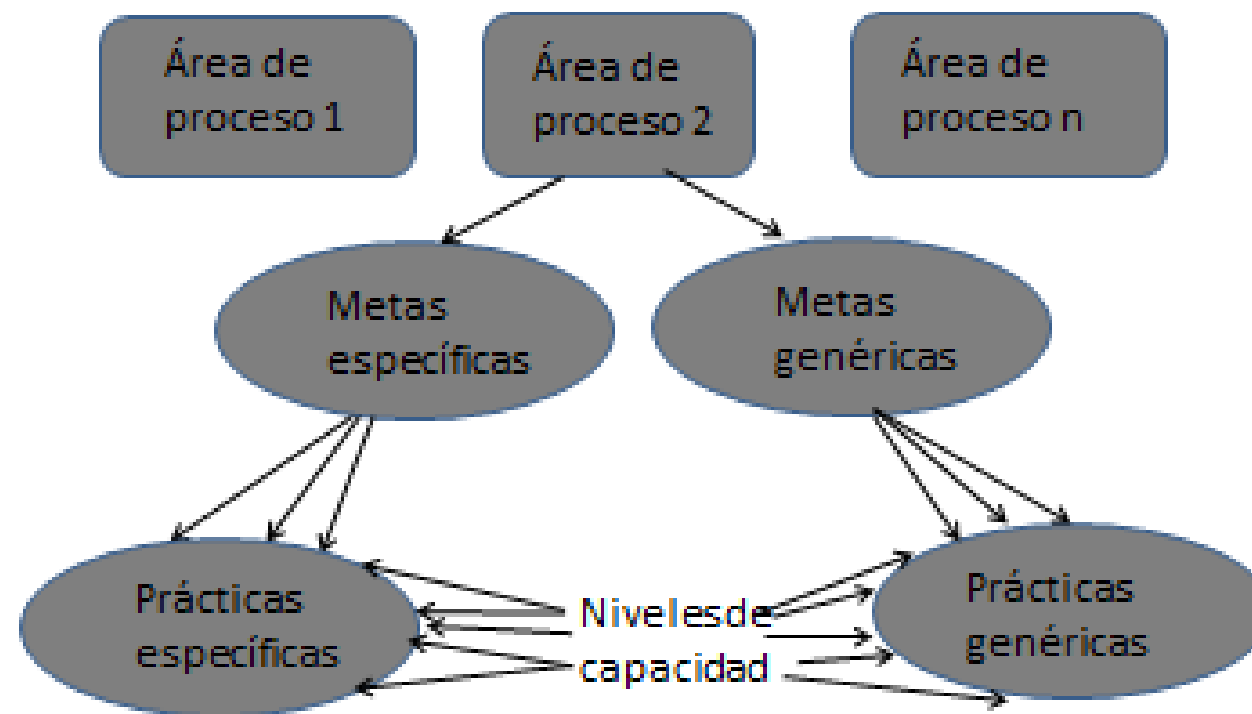 Área de
proceso 1
Área de
proceso 2
Área de
proceso n
Metas
específicas
Metas
genéricas
Prácticas
específicas
Nivelesde
capacidad
Prácticas
genéricas